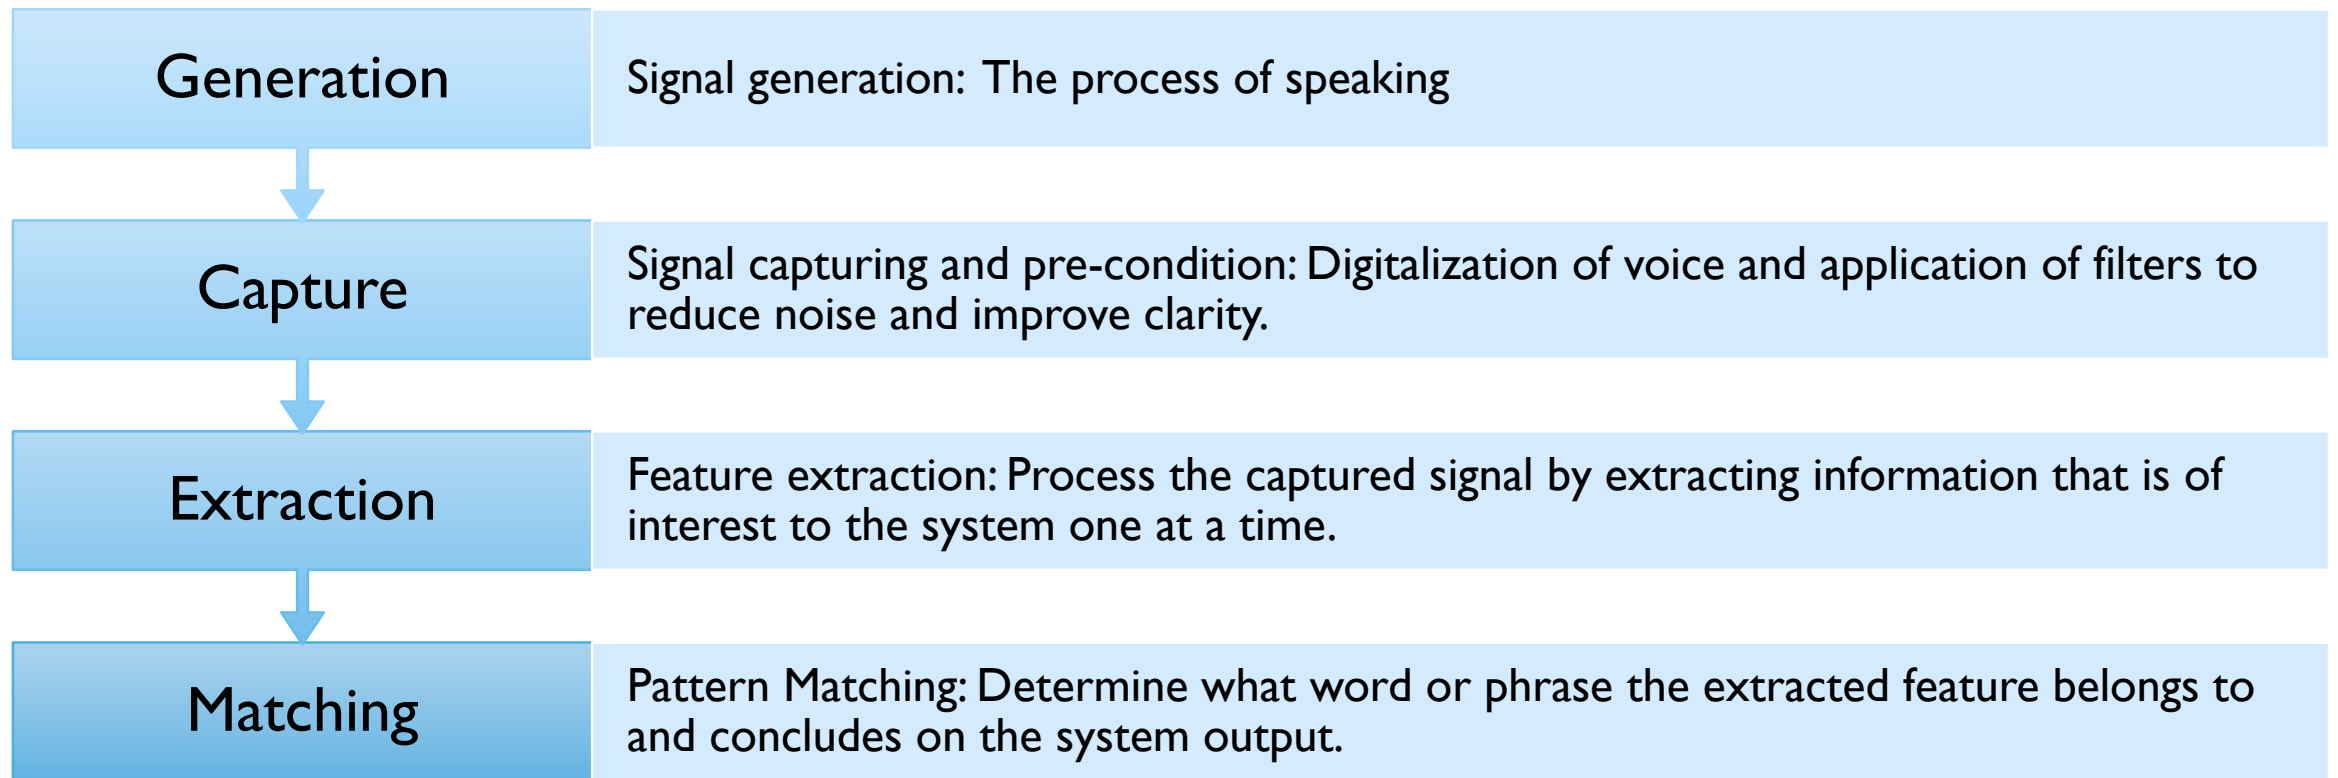 Generation
Signal generation: The process of speaking
Capture
Signal capturing and pre-condition: Digitalization of voice and application of filters to
reduce noise and improve clarity.
Extraction
Feature extraction: Process the captured signal by extracting information that is of
interest to the system one at a time.
Matching
Pattern Matching: Determine what word or phrase the extracted feature belongs to
and concludes on the system output.